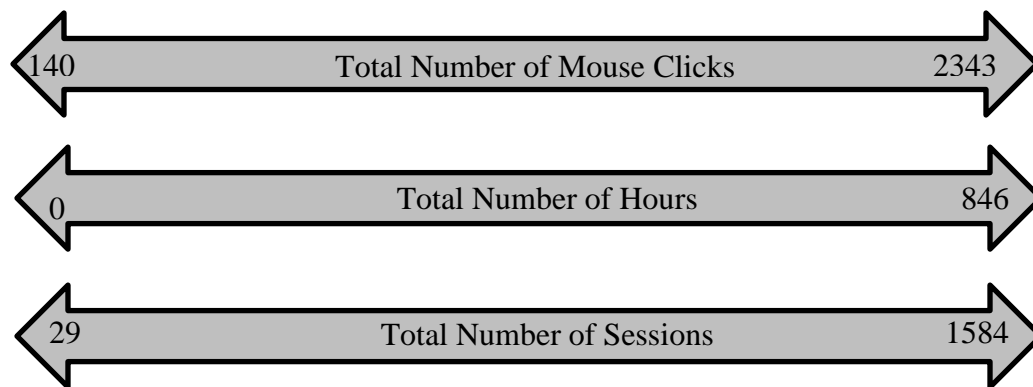 140 Total Number of Mouse Clicks 2343
0 Total Number of Hours 846
29 Total Number of Sessions 1584